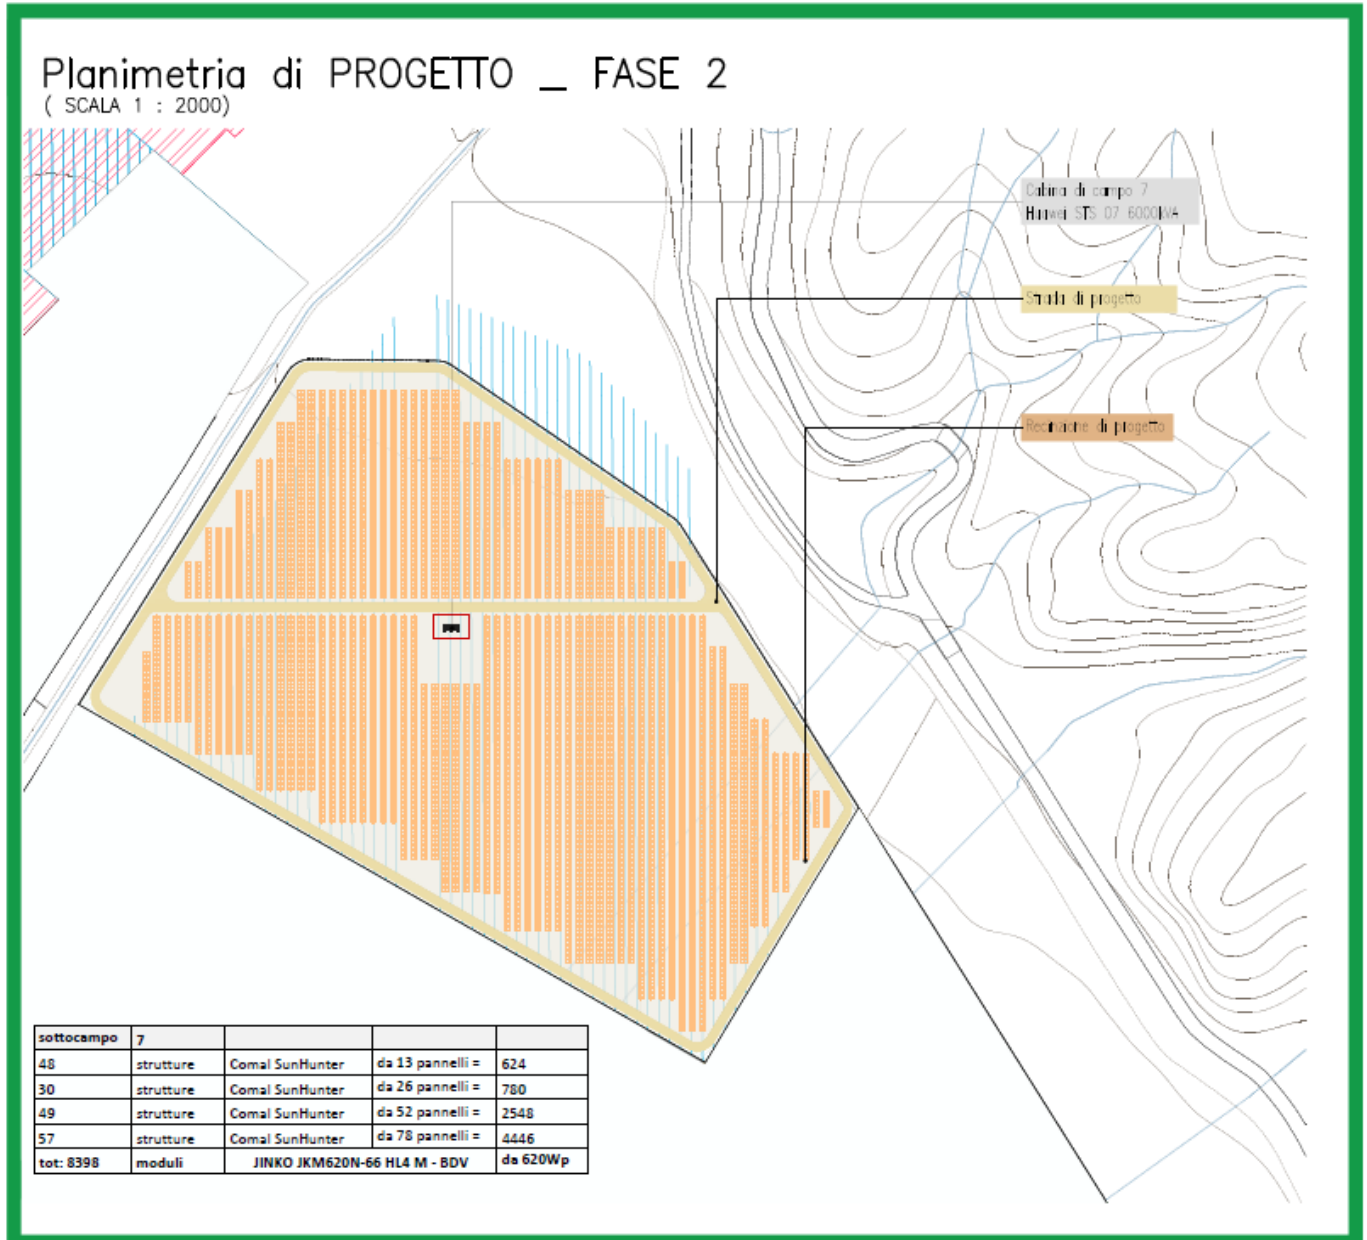 Planimetria di PROGETTO _ FASE 2
( SCALA 1 : 2000)
Cabina di campo 7
Huawei STS 07 6000kVA
Strada di progetto
Recinzione di progetto
sottocampo 7
48 strutture Comal SunHunter da 13 pannelli = 624
30 strutture Comal SunHunter da 26 pannelli = 780
49 strutture Comal SunHunter da 52 pannelli = 2548
57 strutture Comal SunHunter da 78 pannelli = 4446
tot: 8398 moduli JINKO JKM620N-66 HL4 M - BDV da 620Wp